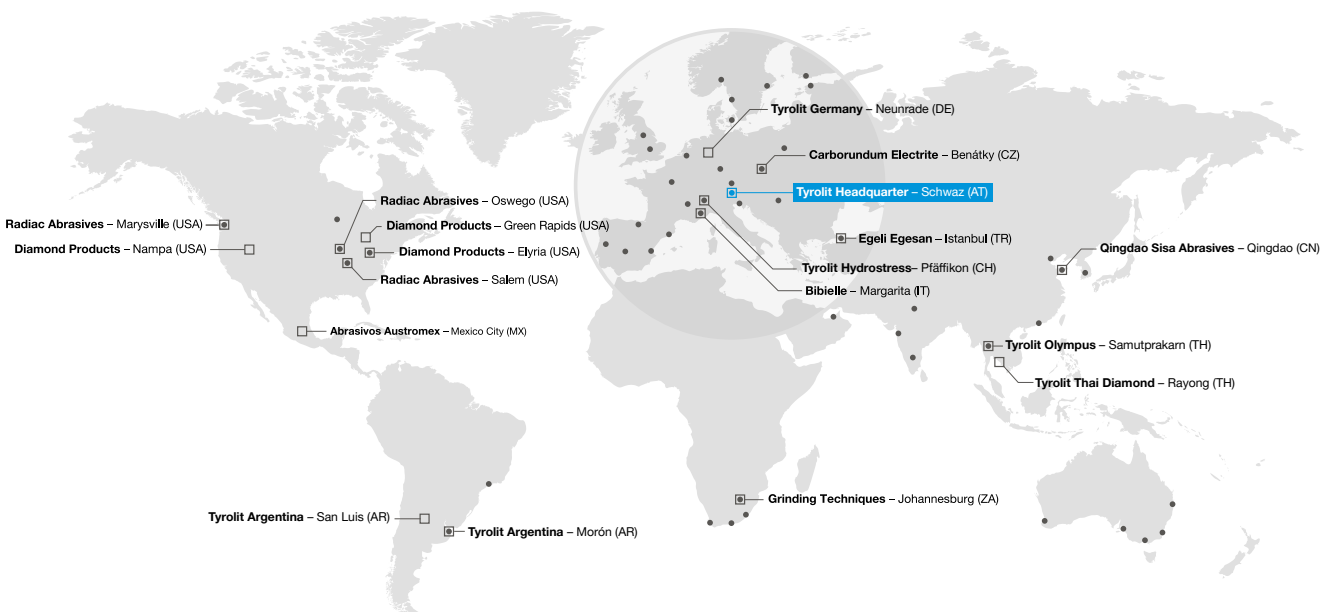 Tyrolit Germany – Neunrade (DE)
Carborundum Electrite – Benátky (CZ)
Tyrolit Headquarter – Schwaz (AT)
Radiac Abrasives – Oswego (USA)
Radiac Abrasives – Marysville (USA)
Diamond Products – Green Rapids (USA)
Diamond Products – Nampa (USA)
Diamond Products – Elyria (USA)
Radiac Abrasives – Salem (USA)
Egeli Egesan – Istanbul (TR)
Qingdao Sisa Abrasives – Qingdao (CN)
Tyrolit Hydrostress– Pfäffikon (CH)
Bibielle – Margarita (IT)
Abrasivos Austromex – Mexico City (MX)
Tyrolit Olympus – Samutprakarn (TH)
Tyrolit Thai Diamond – Rayong (TH)
Grinding Techniques – Johannesburg (ZA)
Tyrolit Argentina – San Luis (AR)
Tyrolit Argentina – Morón (AR)